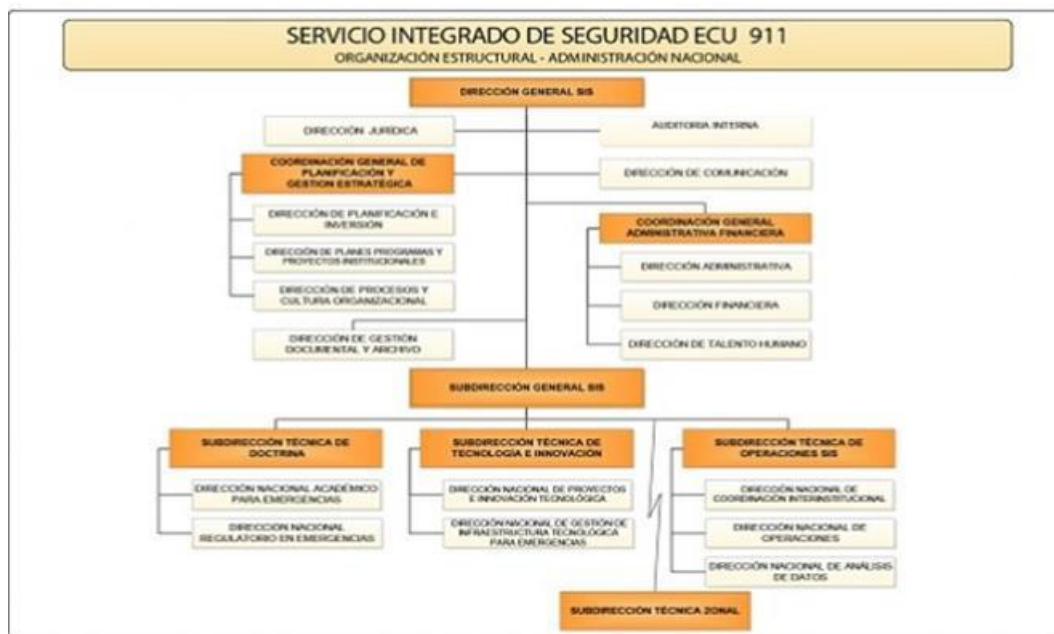 SERVICIO INTEGRADO DE SEGURIDAD ECU 911
ORGANIZACIÓN ESTRUCTURAL - ADMINISTRACIÓN NACIONAL
DIRECCIÓN GENERAL SIS
DIRECCIÓN JURÍDICA
AUDITORIA INTERNA
COORDINACIÓN GENERAL DE
PLANIFICACIÓN Y
GESTION ESTRATÉGICA
DIRECCIÓN DE COMUNICACIÓN
DIRECCIÓN DE PLANIFICACIÓN E
INVERSIÓN
DIRECCIÓN DE PLANES PROGRAMAS Y
PROYECTOS INSTITUCIONALES
DIRECCIÓN DE PROCESOS Y
CULTURA ORGANIZACIONAL
COORDINACIÓN GENERAL
ADMINISTRATIVA FINANCIERA
DIRECCIÓN ADMINISTRATIVA
DIRECCIÓN FINANCIERA
DIRECCIÓN DE TALENTO HUMANO
DIRECCIÓN DE GESTIÓN
DOCUMENTAL Y ARCHIVO
SUBDIRECCIÓN GENERAL SIS
SUBDIRECCIÓN TÉCNICA DE
DOCTRINA
DIRECCIÓN NACIONAL ACADÉMICO
PARA EMERGENCIAS
DIRECCIÓN NACIONAL
REGULATORIO EN EMERGENCIAS
SUBDIRECCIÓN TÉCNICA DE
TECNOLOGÍA E INNOVACIÓN
DIRECCIÓN NACIONAL DE PROYECTOS
E INNOVACIÓN TECNOLÓGICA
DIRECCIÓN NACIONAL DE GESTIÓN DE
INFRAESTRUCTURA TECNOLÓGICA
PARA EMERGENCIAS
SUBDIRECCIÓN TÉCNICA DE
OPERACIONES SIS
DIRECCIÓN NACIONAL DE
COORDINACIÓN INTERINSTITUCIONAL
DIRECCIÓN NACIONAL DE
OPERACIONES
DIRECCIÓN NACIONAL DE ANÁLISIS
DE DATOS
SUBDIRECCIÓN TÉCNICA ZONAL